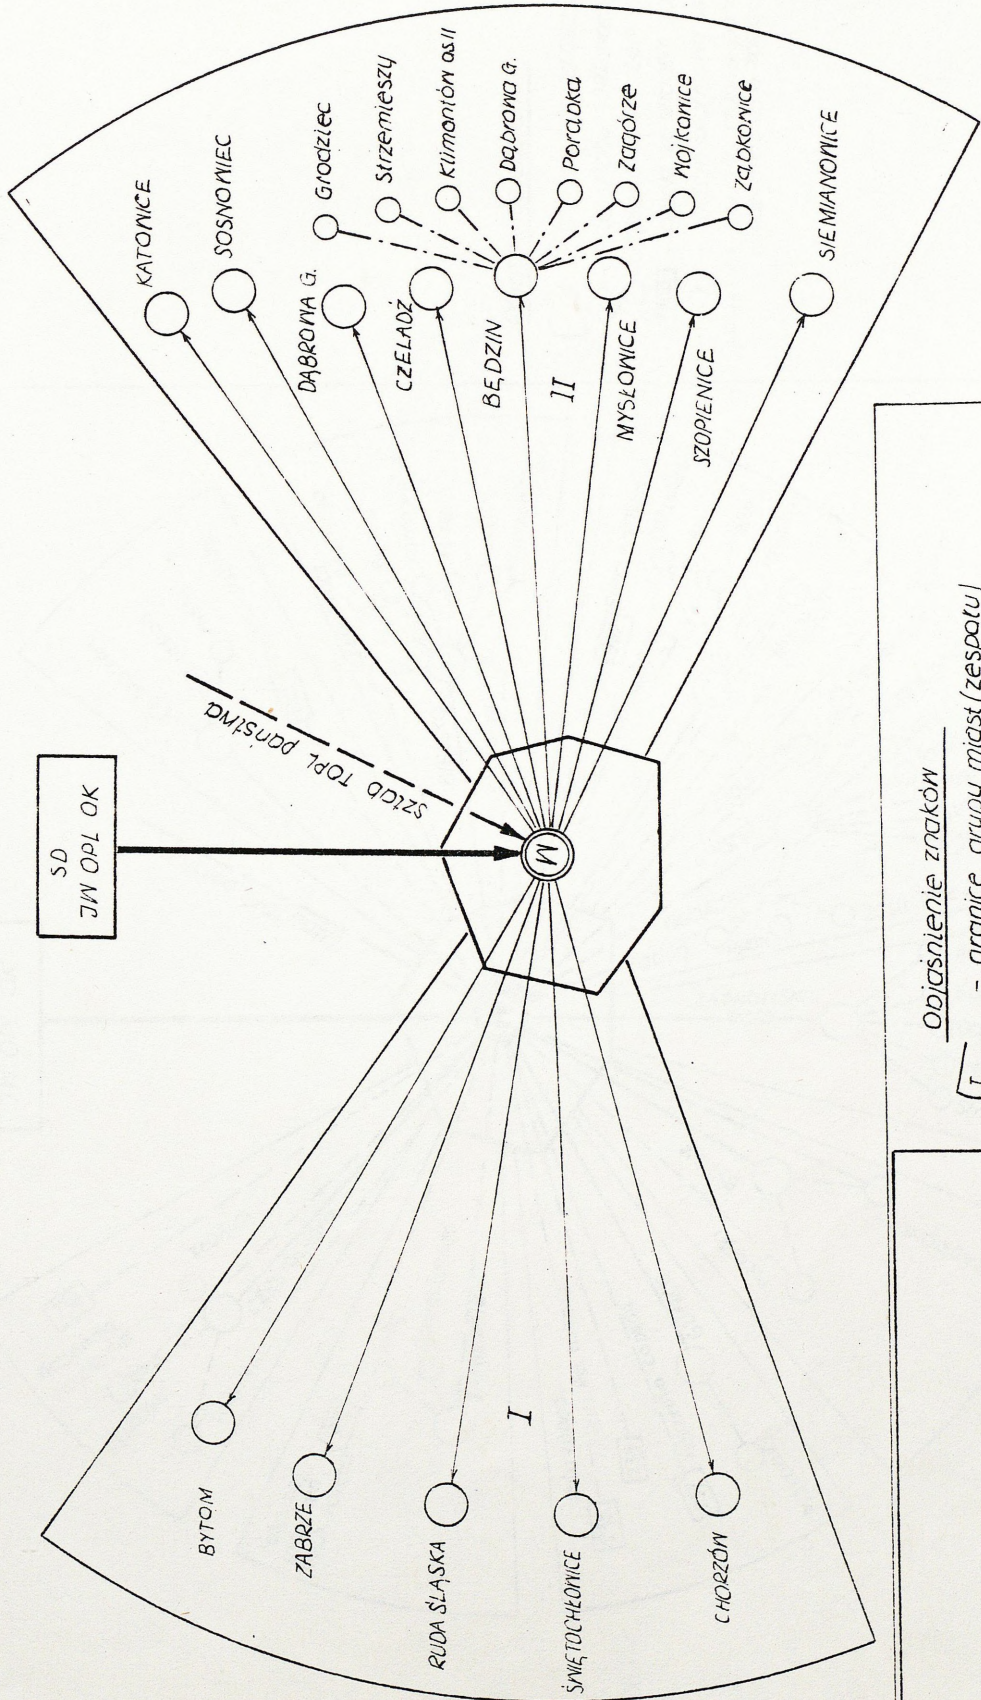 SD
JW OPL OK
sztab TOPL państwa
W
BYTOM
ZABRZE
RUDA ŚLĄSKA
I
ŚWIĘTOCHŁOWICE
CHORZÓW
KATOWICE
SOSNOWIEC
DĄBROWA G.
Grodziec
Strzemieszy
CZELADŹ
Klimontów os II
Dąbrowa G.
BĘDZIN
Porąbka
II
Zagórze
MYSŁOWICE
Wojkowice
Ząbkowice
SZOPIENICE
SIEMIANOWICE
Objaśnienie znaków
I - granice grupy miast (zespołu)